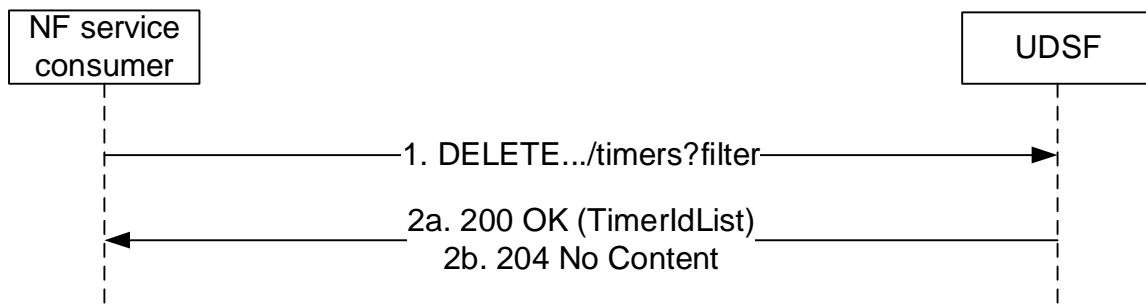 NF service
consumer
UDSF
1. DELETE.../timers?filter
2a. 200 OK (TimerIdList)
2b. 204 No Content